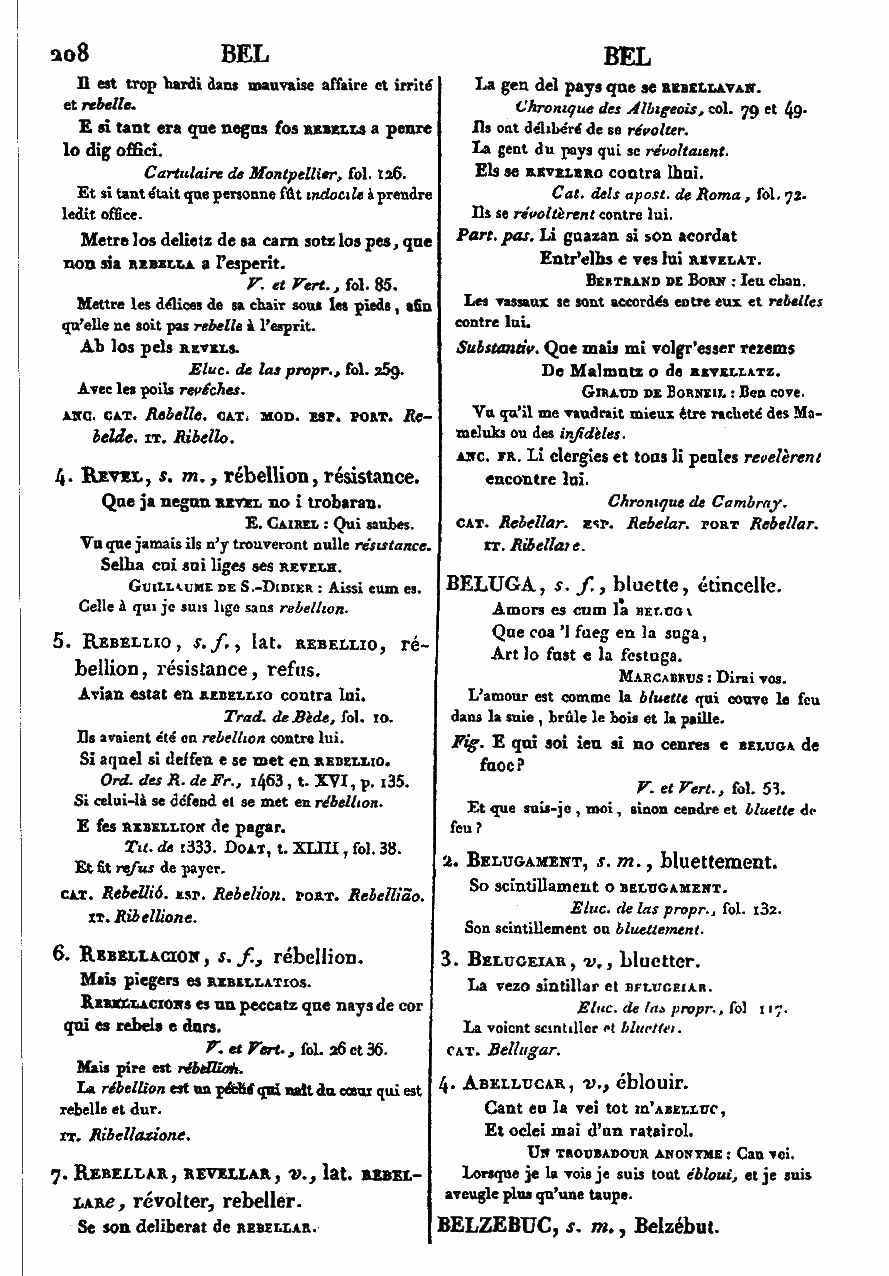 208 BEL BEL
Il est trop hardi dans mauvaise affaire et irrité
et rebelle.
E si tant era que negus fos REBELLS a penre
lo dig offici.
Cartulaire de Montpellier, fol. 126.
Et si tant était que personne fût indocile à prendre
ledit office.
Metre los delietz de sa carn sotz los pes, que
non sia REBELLA a l'esperit.
V. et Vert., fol. 85.
Mettre les délices de sa chair sous les pieds, afin
qu'elle ne soit pas rebelle à l'esprit.
Ab los pels REVELS.
Eluc. de las propr., fol. 259.
Avec les poils revêches.
ANC. CAT. Rebelle. CAT. MOD. ESP. PORT. Re-
belde. IT. Ribello.
4. REVEL, s. m., rébellion, résistance.
Que ja negun REVEL no i trobaran.
E. CAIREL : Qui saubes.
Vu que jamais ils n'y trouveront nulle résistance.
Selha cui sui liges ses REVELH.
GUILLAUME DE S.-DIDIER : Aissi cum es.
Celle à qui je suis lige sans rebellion.
5. REBELLIO, s. f., lat. REBELLIO, ré-
bellion, résistance, refus.
Avian estat en REBELLIO contra lui.
Trad. de Bède, fol. 10.
Ils avaient été en rebellion contre lui.
Si aquel si deffen e se met en REBELLIO.
Ord. des R. de Fr., 1463, t. XVI, p. 135.
Si celui-là se défend et se met en rébellion.
E fes REBELLION de pagar.
Tit. de 1333. DOAT, t. XLIII, fol. 38.
Et fit refus de payer.
CAT. Rebellió. ESP. Rebelion. PORT. Rebellião.
IT. Ribellione.
6. REBELLACION, s. f., rébellion.
Mais piegers es REBELLATIOS.
REBELLACIONS es un peccatz que nays de cor
qui es rebels e durs.
V. et Vert., fol. 26 et 36.
Mais pire est rébellion.
La rébellion est un péché qui naît du cœur qui est
rebelle et dur.
IT. Ribellazione.
7. REBELLAR, REVELLAR, v., lat. REBEL-
LARe, révolter, rebeller.
Se son deliberat de REBELLAR.
La gen del pays que se REBELLAVAN.
Chronique des Albigeois, col. 79 et 49.
Ils ont délibéré de se révolter.
La gent du pays qui se révoltaient.
Els se REVELERO contra lhui.
Cat. dels apost. de Roma, fol. 72.
Ils se révoltèrent contre lui.
Part. pas. Li guazan si son acordat
Entr'elhs e ves lui REVELAT.
BERTRAND DE BORN : Ieu chan.
Les vassaux se sont accordés entre eux et rebelles
contre lui.
Substantiv. Que mais mi volgr'esser rezems
De Malmutz o de REVELLATZ.
GIRAUD DE BORNEIL : Ben cove.
Vu qu'il me vaudrait mieux être racheté des Ma-
meluks ou des infidèles.
ANC. FR. Li clergies et tous li peules revelèrent
encontre lui.
Chronique de Cambray.
CAT. Rebellar. ESP. Rebelar. PORT Rebellar.
IT. Ribellare.
BELUGA, s. f., bluette, étincelle.
Amors es cum la BELUGA
Que coa 'l fueg en la suga,
Art lo fust e la festuga.
MARCABRUS : Dirai vos.
L'amour est comme la bluette qui couve le feu
dans la suie, brûle le bois et la paille.
Fig. E qui soi ieu si no cenres e BELUGA de
fuoc?
V. et Vert., fol. 53.
Et que suis-je, moi, sinon cendre et bluette de
feu?
2. BELUGAMENT, s. m., bluettement.
So scintillament o BELUGAMENT.
Eluc. de las propr., fol. 132.
Son scintillement ou bluettement.
3. BELUGEIAR, v., bluetter.
La vezo sintillar et BELUGEIAR.
Eluc. de las propr., fol 117.
La voient scintiller et bluetter.
CAT. Bellugar.
4. ABELLUCAR, v., éblouir.
Cant eu la vei tot m'ABELLUC,
Et oclei mai d'un ratairol.
UN TROUBADOUR ANONYME : Can vei.
Lorsque je la vois je suis tout ébloui, et je suis
aveugle plus qu'une taupe.
BELZEBUC, s. m., Belzébut.